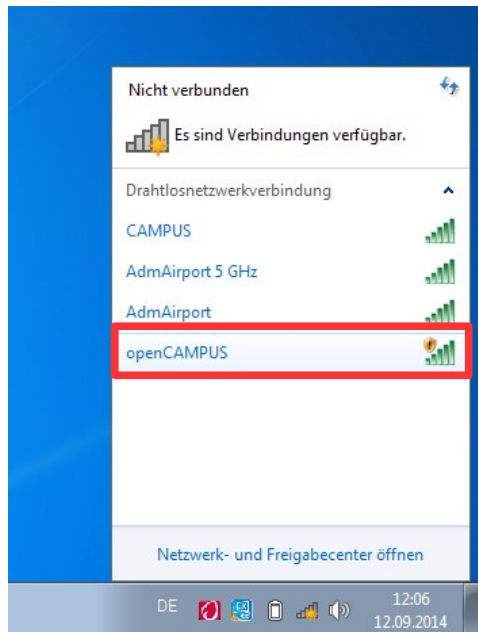 Nicht verbunden
Es sind Verbindungen verfügbar.
Drahtlosnetzwerkverbindung
CAMPUS
AdmAirport 5 GHz
AdmAirport
openCAMPUS
Netzwerk- und Freigabecenter öffnen
DE
12:06
12.09.2014